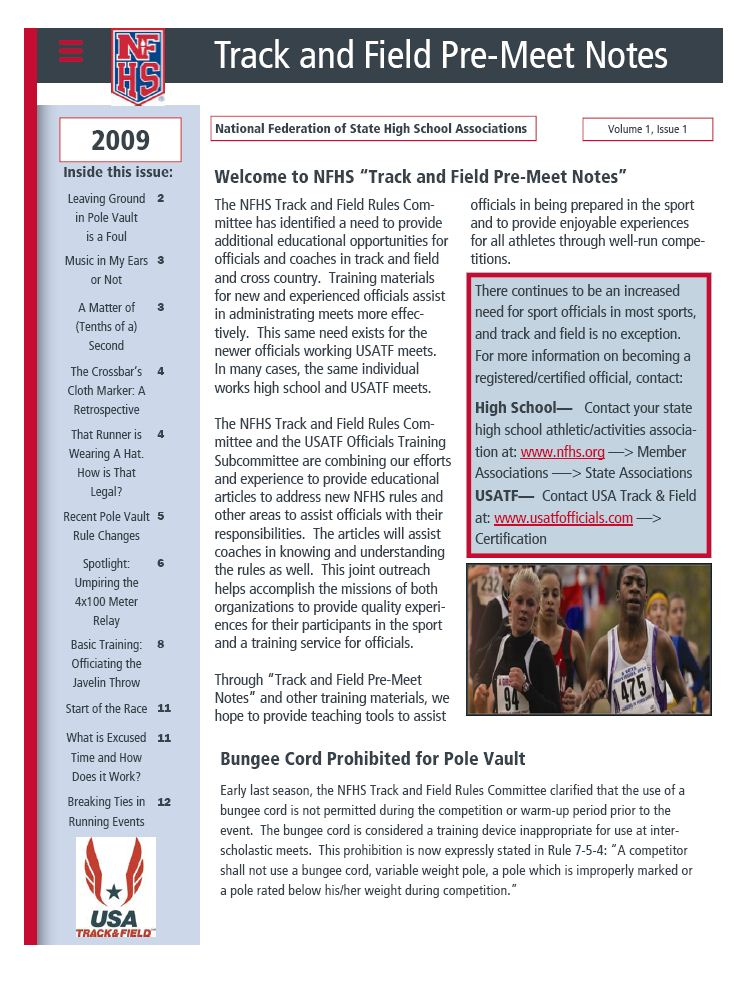 NFHS
Track and Field Pre-Meet Notes
2009
National Federation of State High School Associations
Volume 1, Issue 1
Inside this issue:
Leaving Ground 2
in Pole Vault
is a Foul
Music in My Ears 3
or Not
A Matter of 3
(Tenths of a)
Second
The Crossbar's 4
Cloth Marker: A
Retrospective
That Runner is 4
Wearing A Hat.
How is That
Legal?
Recent Pole Vault 5
Rule Changes
Spotlight: 6
Umpiring the
4x100 Meter
Relay
Basic Training: 8
Officiating the
Javelin Throw
Start of the Race 11
What is Excused 11
Time and How
Does it Work?
Breaking Ties in 12
Running Events
USA
TRACK&FIELD
Welcome to NFHS “Track and Field Pre-Meet Notes”
The NFHS Track and Field Rules Com-
mittee has identified a need to provide
additional educational opportunities for
officials and coaches in track and field
and cross country. Training materials
for new and experienced officials assist
in administrating meets more effec-
tively. This same need exists for the
newer officials working USATF meets.
In many cases, the same individual
works high school and USATF meets.
The NFHS Track and Field Rules Com-
mittee and the USATF Officials Training
Subcommittee are combining our efforts
and experience to provide educational
articles to address new NFHS rules and
other areas to assist officials with their
responsibilities. The articles will assist
coaches in knowing and understanding
the rules as well. This joint outreach
helps accomplish the missions of both
organizations to provide quality experi-
ences for their participants in the sport
and a training service for officials.
Through “Track and Field Pre-Meet
Notes” and other training materials, we
hope to provide teaching tools to assist
officials in being prepared in the sport
and to provide enjoyable experiences
for all athletes through well-run compe-
titions.
There continues to be an increased
need for sport officials in most sports,
and track and field is no exception.
For more information on becoming a
registered/certified official, contact:
High School— Contact your state
high school athletic/activities associa-
tion at: www.nfhs.org —> Member
Associations —-> State Associations
USATF— Contact USA Track & Field
at: www.usatfofficials.com —>
Certification
232
94
475
Bungee Cord Prohibited for Pole Vault
Early last season, the NFHS Track and Field Rules Committee clarified that the use of a
bungee cord is not permitted during the competition or warm-up period prior to the
event. The bungee cord is considered a training device inappropriate for use at inter-
scholastic meets. This prohibition is now expressly stated in Rule 7-5-4: “A competitor
shall not use a bungee cord, variable weight pole, a pole which is improperly marked or
a pole rated below his/her weight during competition.”